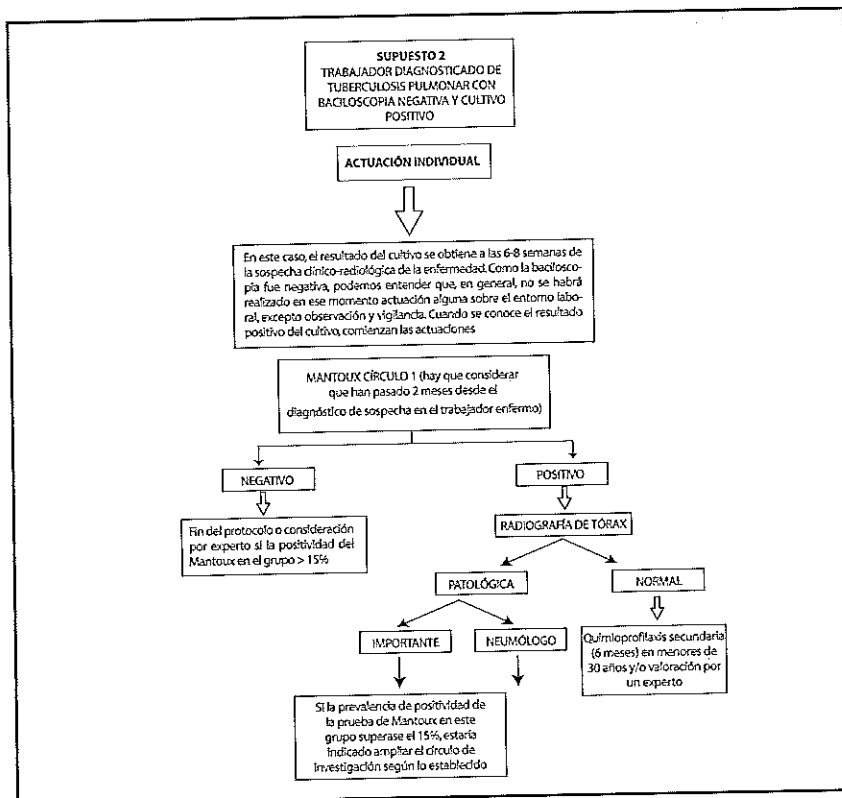 SUPUESTO 2
TRABAJADOR DIAGNOSTICADO DE
TUBERCULOSIS PULMONAR CON
BACILOSCOPIA NEGATIVA Y CULTIVO
POSITIVO
ACTUACIÓN INDIVIDUAL
En este caso, el resultado del cultivo se obtiene a las 6-8 semanas de
la sospecha clínico-radiológica de la enfermedad. Como la bacilosco-
pia fue negativa, podemos entender que, en general, no se habrá
realizado en ese momento actuación alguna sobre el entorno labo-
ral, excepto observación y vigilancia. Cuando se conoce el resultado
positivo del cultivo, comienzan las actuaciones
MANTOUX CÍRCULO 1 (hay que considerar
que han pasado 2 meses desde el
diagnóstico de sospecha en el trabajador enfermo)
NEGATIVO
POSITIVO
Fin del protocolo o consideración
por experto si la positividad del
Mantoux en el grupo > 15%
RADIOGRAFÍA DE TÓRAX
PATOLÓGICA
NORMAL
IMPORTANTE
NEUMÓLOGO
Quimioprofilaxis secundaria
(6 meses) en menores de
30 años y/o valoración por
un experto
Si la prevalencia de positividad de
la prueba de Mantoux en este
grupo superase el 15%, estaría
indicado ampliar el círculo de
investigación según lo establecido